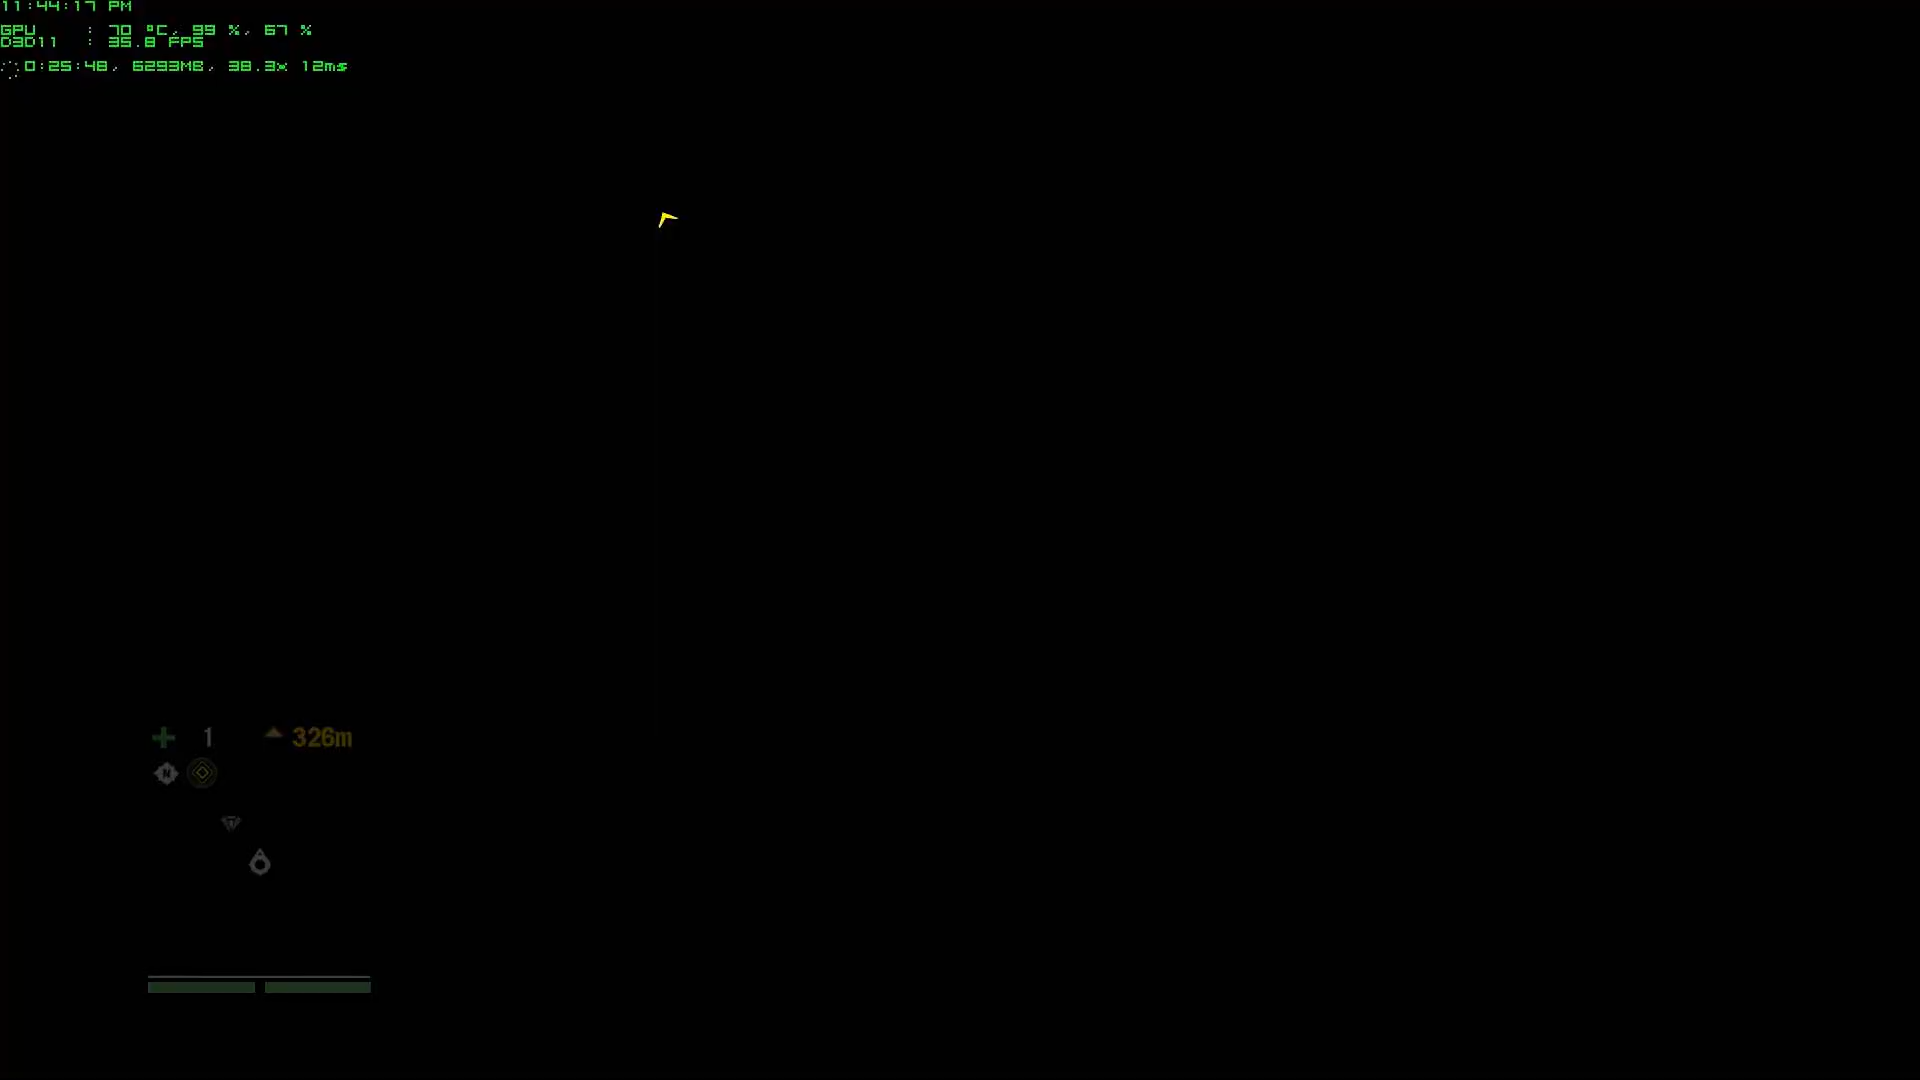 11:44:17 PM
GPU : 70 °C, 99 %, 67 %
D3D11 : 35.8 FPS
0:25:48, 6293MB, 38.3x 12ms
1 326m
N